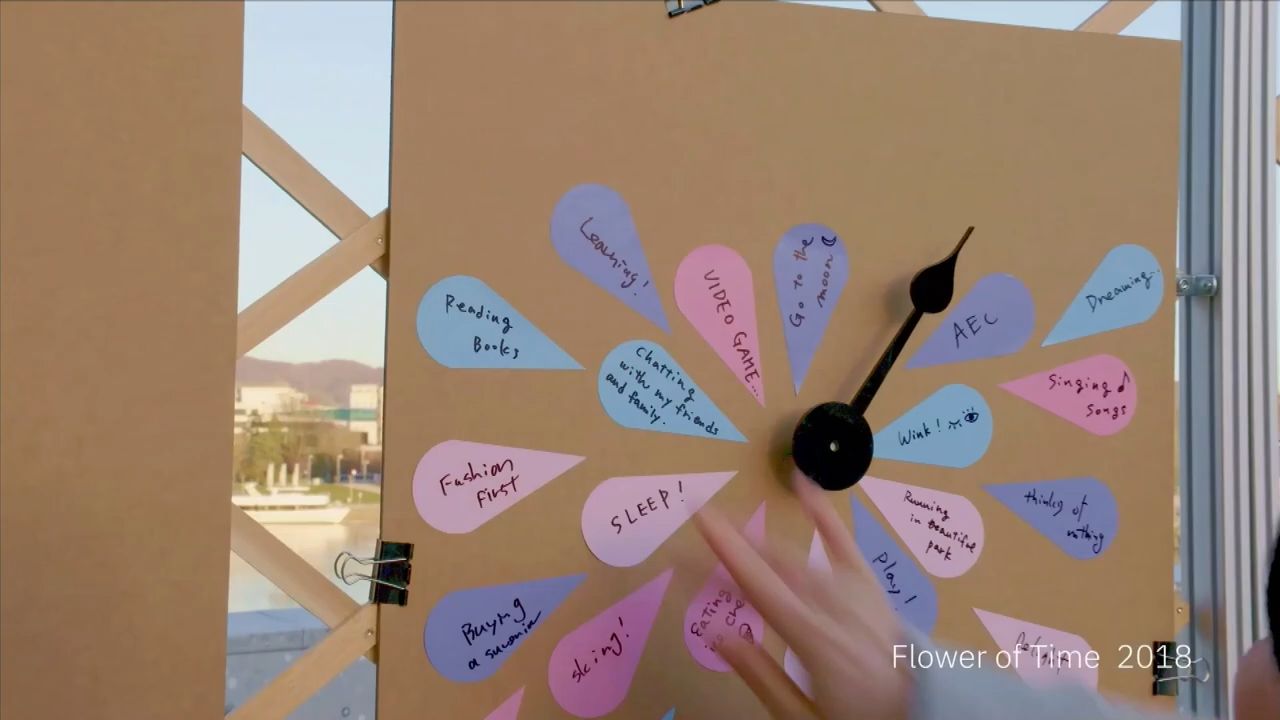 Learning!
VIDEO GAME...
Go to the
moon
Reading
Books
Chatting
with my friends
and family.
AEC
Dreaming.
Singing ♪
Songs
Wink!
Fashion
First
SLEEP!
Running
in beautiful
park
thinking of
nothing
Play!
Buying
a
skiing!
Eating
Flower of Time 2018